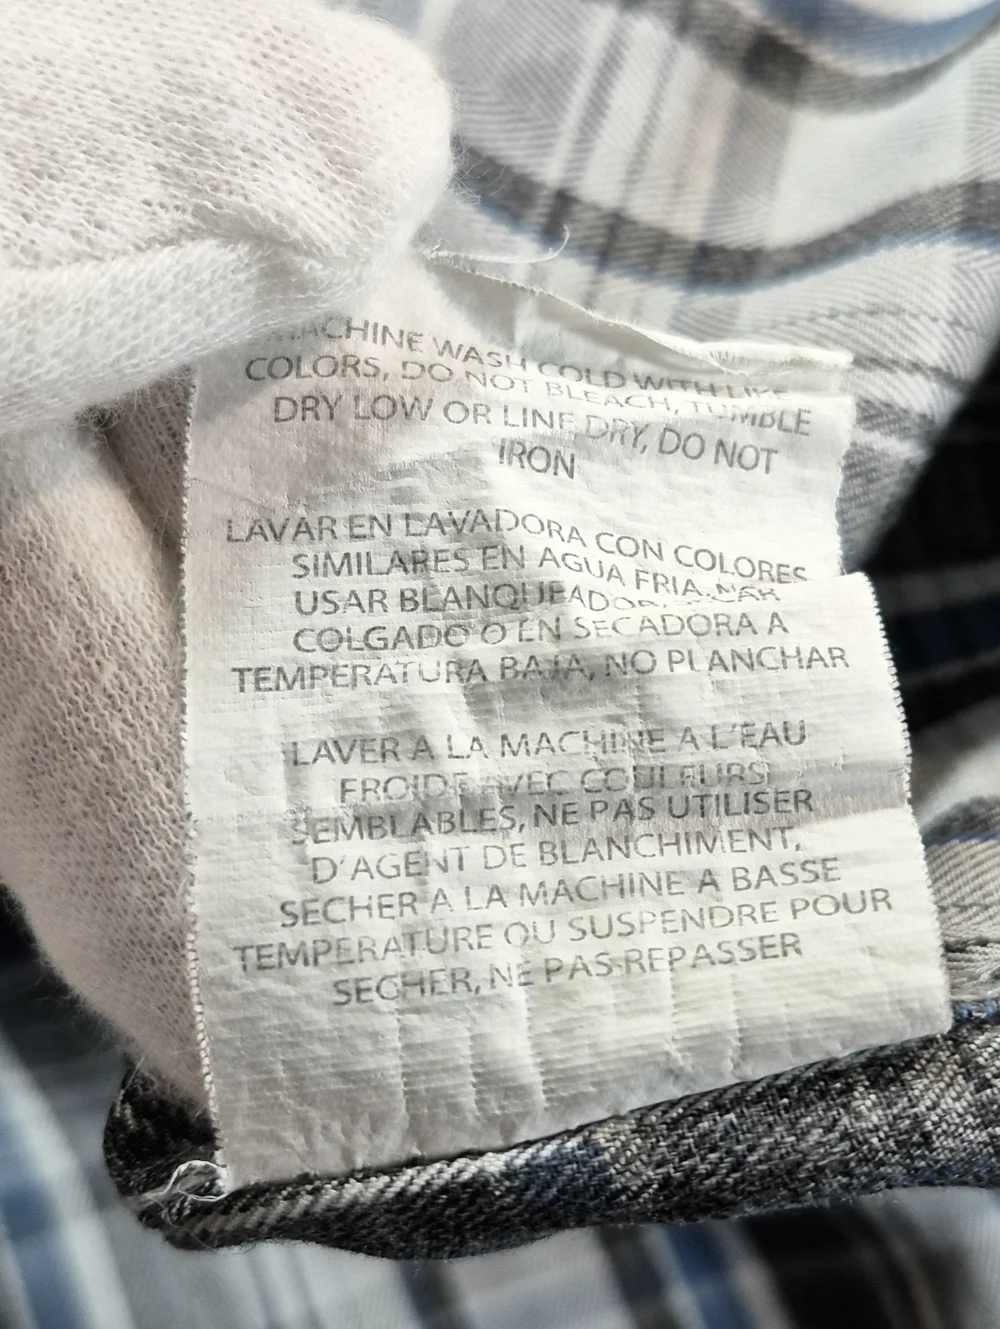 MACHINE WASH COLD WITH LIKE
COLORS, DO NOT BLEACH, TUMBLE
DRY LOW OR LINE DRY, DO NOT
IRON
LAVAR EN LAVADORA CON COLORES
SIMILARES EN AGUA FRIA.
USAR BLANQUEADOR.
COLGADO O EN SECADORA A
TEMPERATURA BAJA, NO PLANCHAR
LAVER A LA MACHINE A L'EAU
FROIDE AVEC COULEURS
SEMBLABLES, NE PAS UTILISER
D'AGENT DE BLANCHIMENT,
SECHER A LA MACHINE A BASSE
TEMPERATURE OU SUSPENDRE POUR
SECHER, NE PAS REPASSER